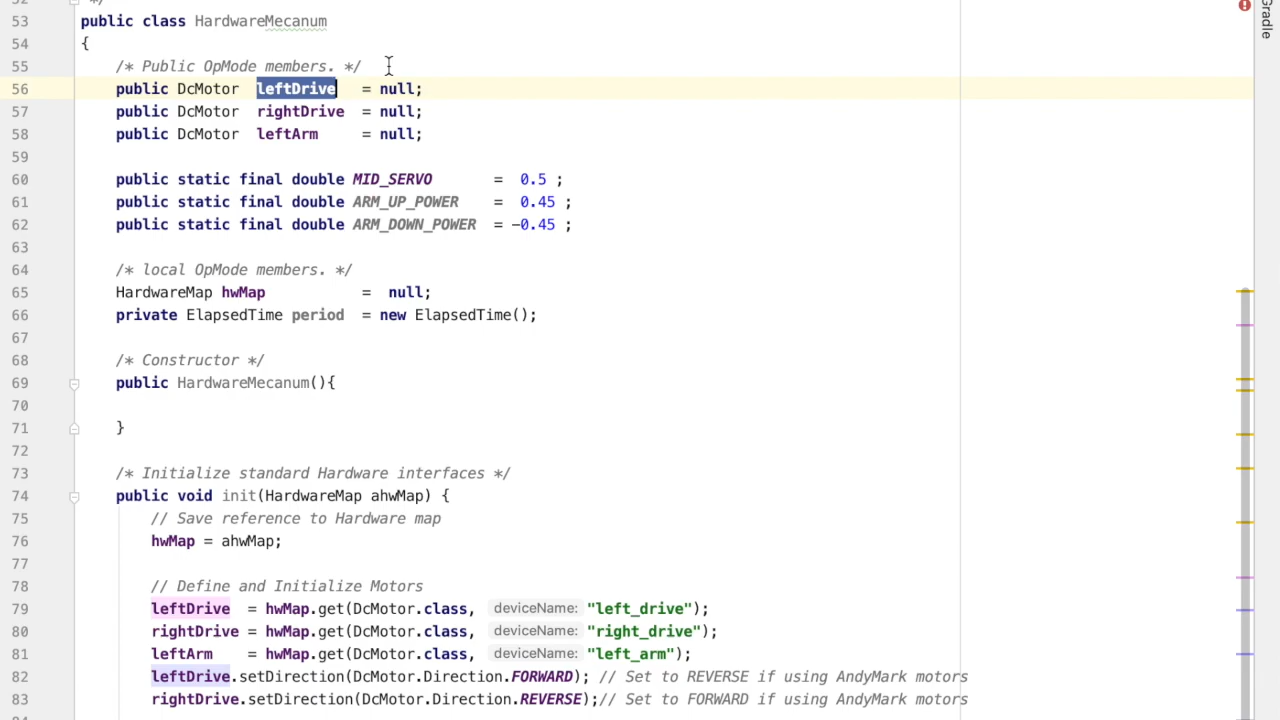 52 */
53 public class HardwareMecanum
54 {
55 /* Public OpMode members. */
56 public DcMotor leftDrive = null;
57 public DcMotor rightDrive = null;
58 public DcMotor leftArm = null;
59
60 public static final double MID_SERVO = 0.5 ;
61 public static final double ARM_UP_POWER = 0.45 ;
62 public static final double ARM_DOWN_POWER = -0.45 ;
63
64 /* local OpMode members. */
65 HardwareMap hwMap = null;
66 private ElapsedTime period = new ElapsedTime();
67
68 /* Constructor */
69 public HardwareMecanum(){
70
71 }
72
73 /* Initialize standard Hardware interfaces */
74 public void init(HardwareMap ahwMap) {
75 // Save reference to Hardware map
76 hwMap = ahwMap;
77
78 // Define and Initialize Motors
79 leftDrive = hwMap.get(DcMotor.class, deviceName: "left_drive");
80 rightDrive = hwMap.get(DcMotor.class, deviceName: "right_drive");
81 leftArm = hwMap.get(DcMotor.class, deviceName: "left_arm");
82 leftDrive.setDirection(DcMotor.Direction.FORWARD); // Set to REVERSE if using AndyMark motors
83 rightDrive.setDirection(DcMotor.Direction.REVERSE);// Set to FORWARD if using AndyMark motors
84
Gradle